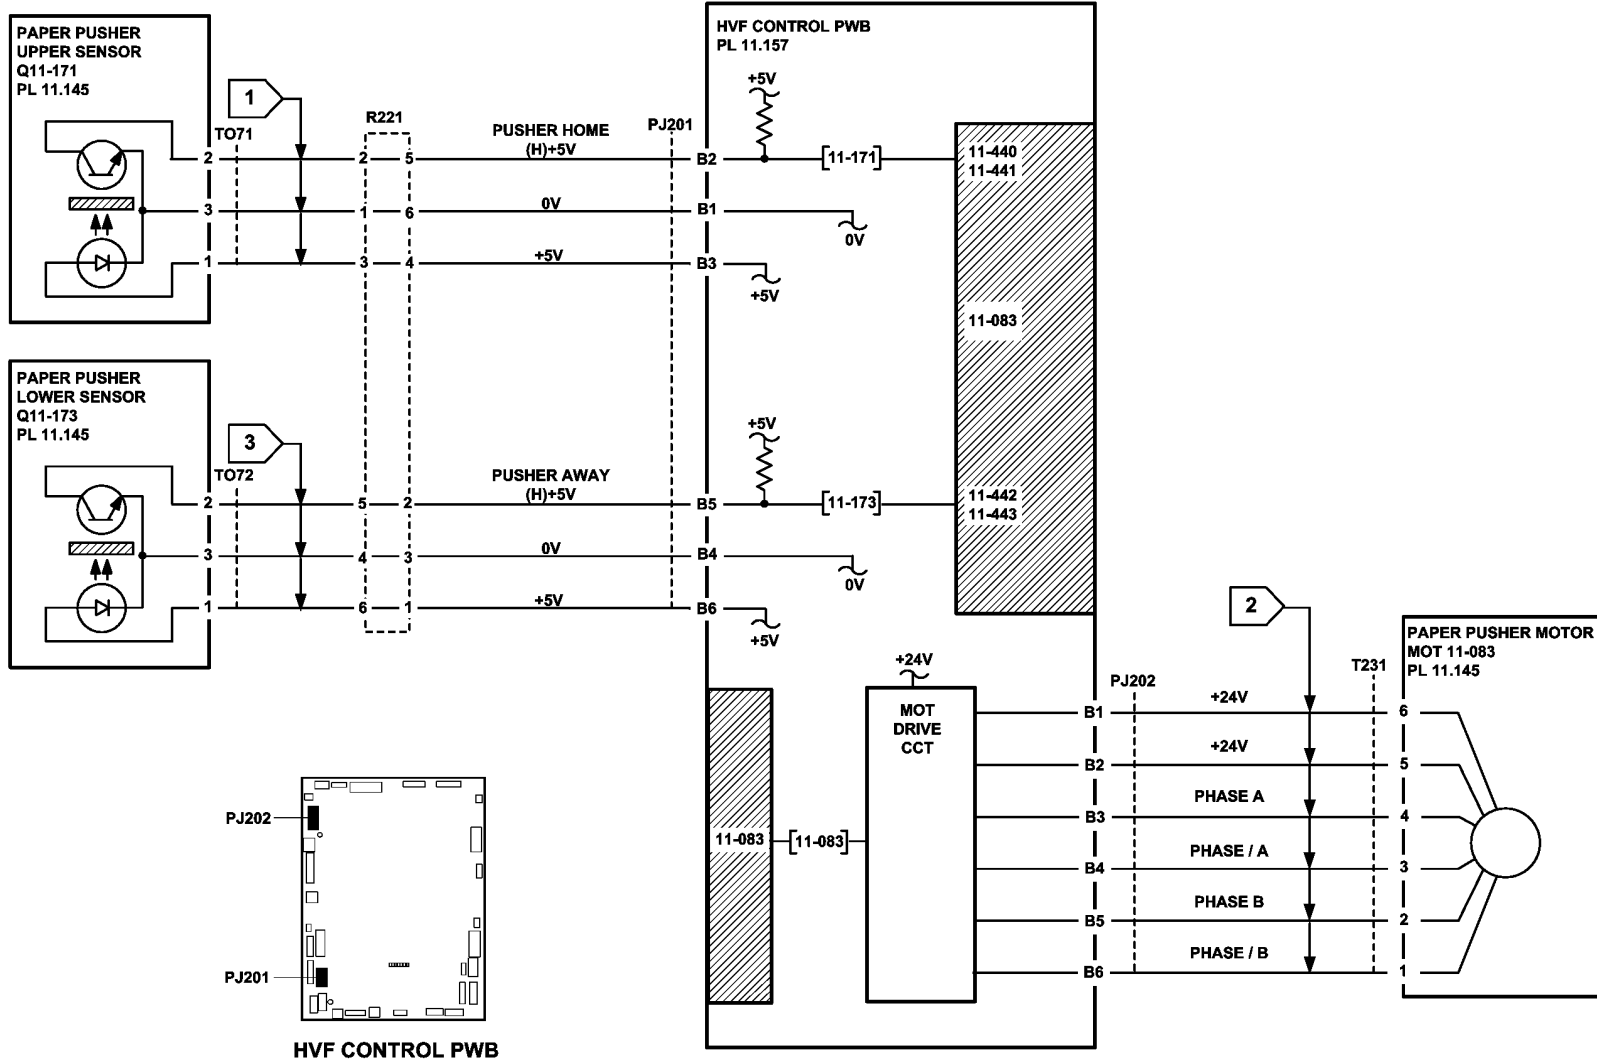 PAPER PUSHER
UPPER SENSOR
Q11-171
PL 11.145
1
TO71
2
3
1
R221
2 5
1 6
3 4
PUSHER HOME
(H)+5V
0V
+5V
PJ201
B2
B1
B3
HVF CONTROL PWB
PL 11.157
+5V
11-171
0V
+5V
11-440
11-441
11-083
PAPER PUSHER
LOWER SENSOR
Q11-173
PL 11.145
3
TO72
2
3
1
5 2
4 3
6 1
PUSHER AWAY
(H)+5V
0V
+5V
B5
B4
B6
+5V
11-173
0V
+5V
11-442
11-443
11-083
11-083
+24V
MOT
DRIVE
CCT
B1
B2
B3
B4
B5
B6
PJ202
2
+24V
+24V
PHASE A
PHASE / A
PHASE B
PHASE / B
T231
6
5
4
3
2
1
PAPER PUSHER MOTOR
MOT 11-083
PL 11.145
PJ202
PJ201
HVF CONTROL PWB